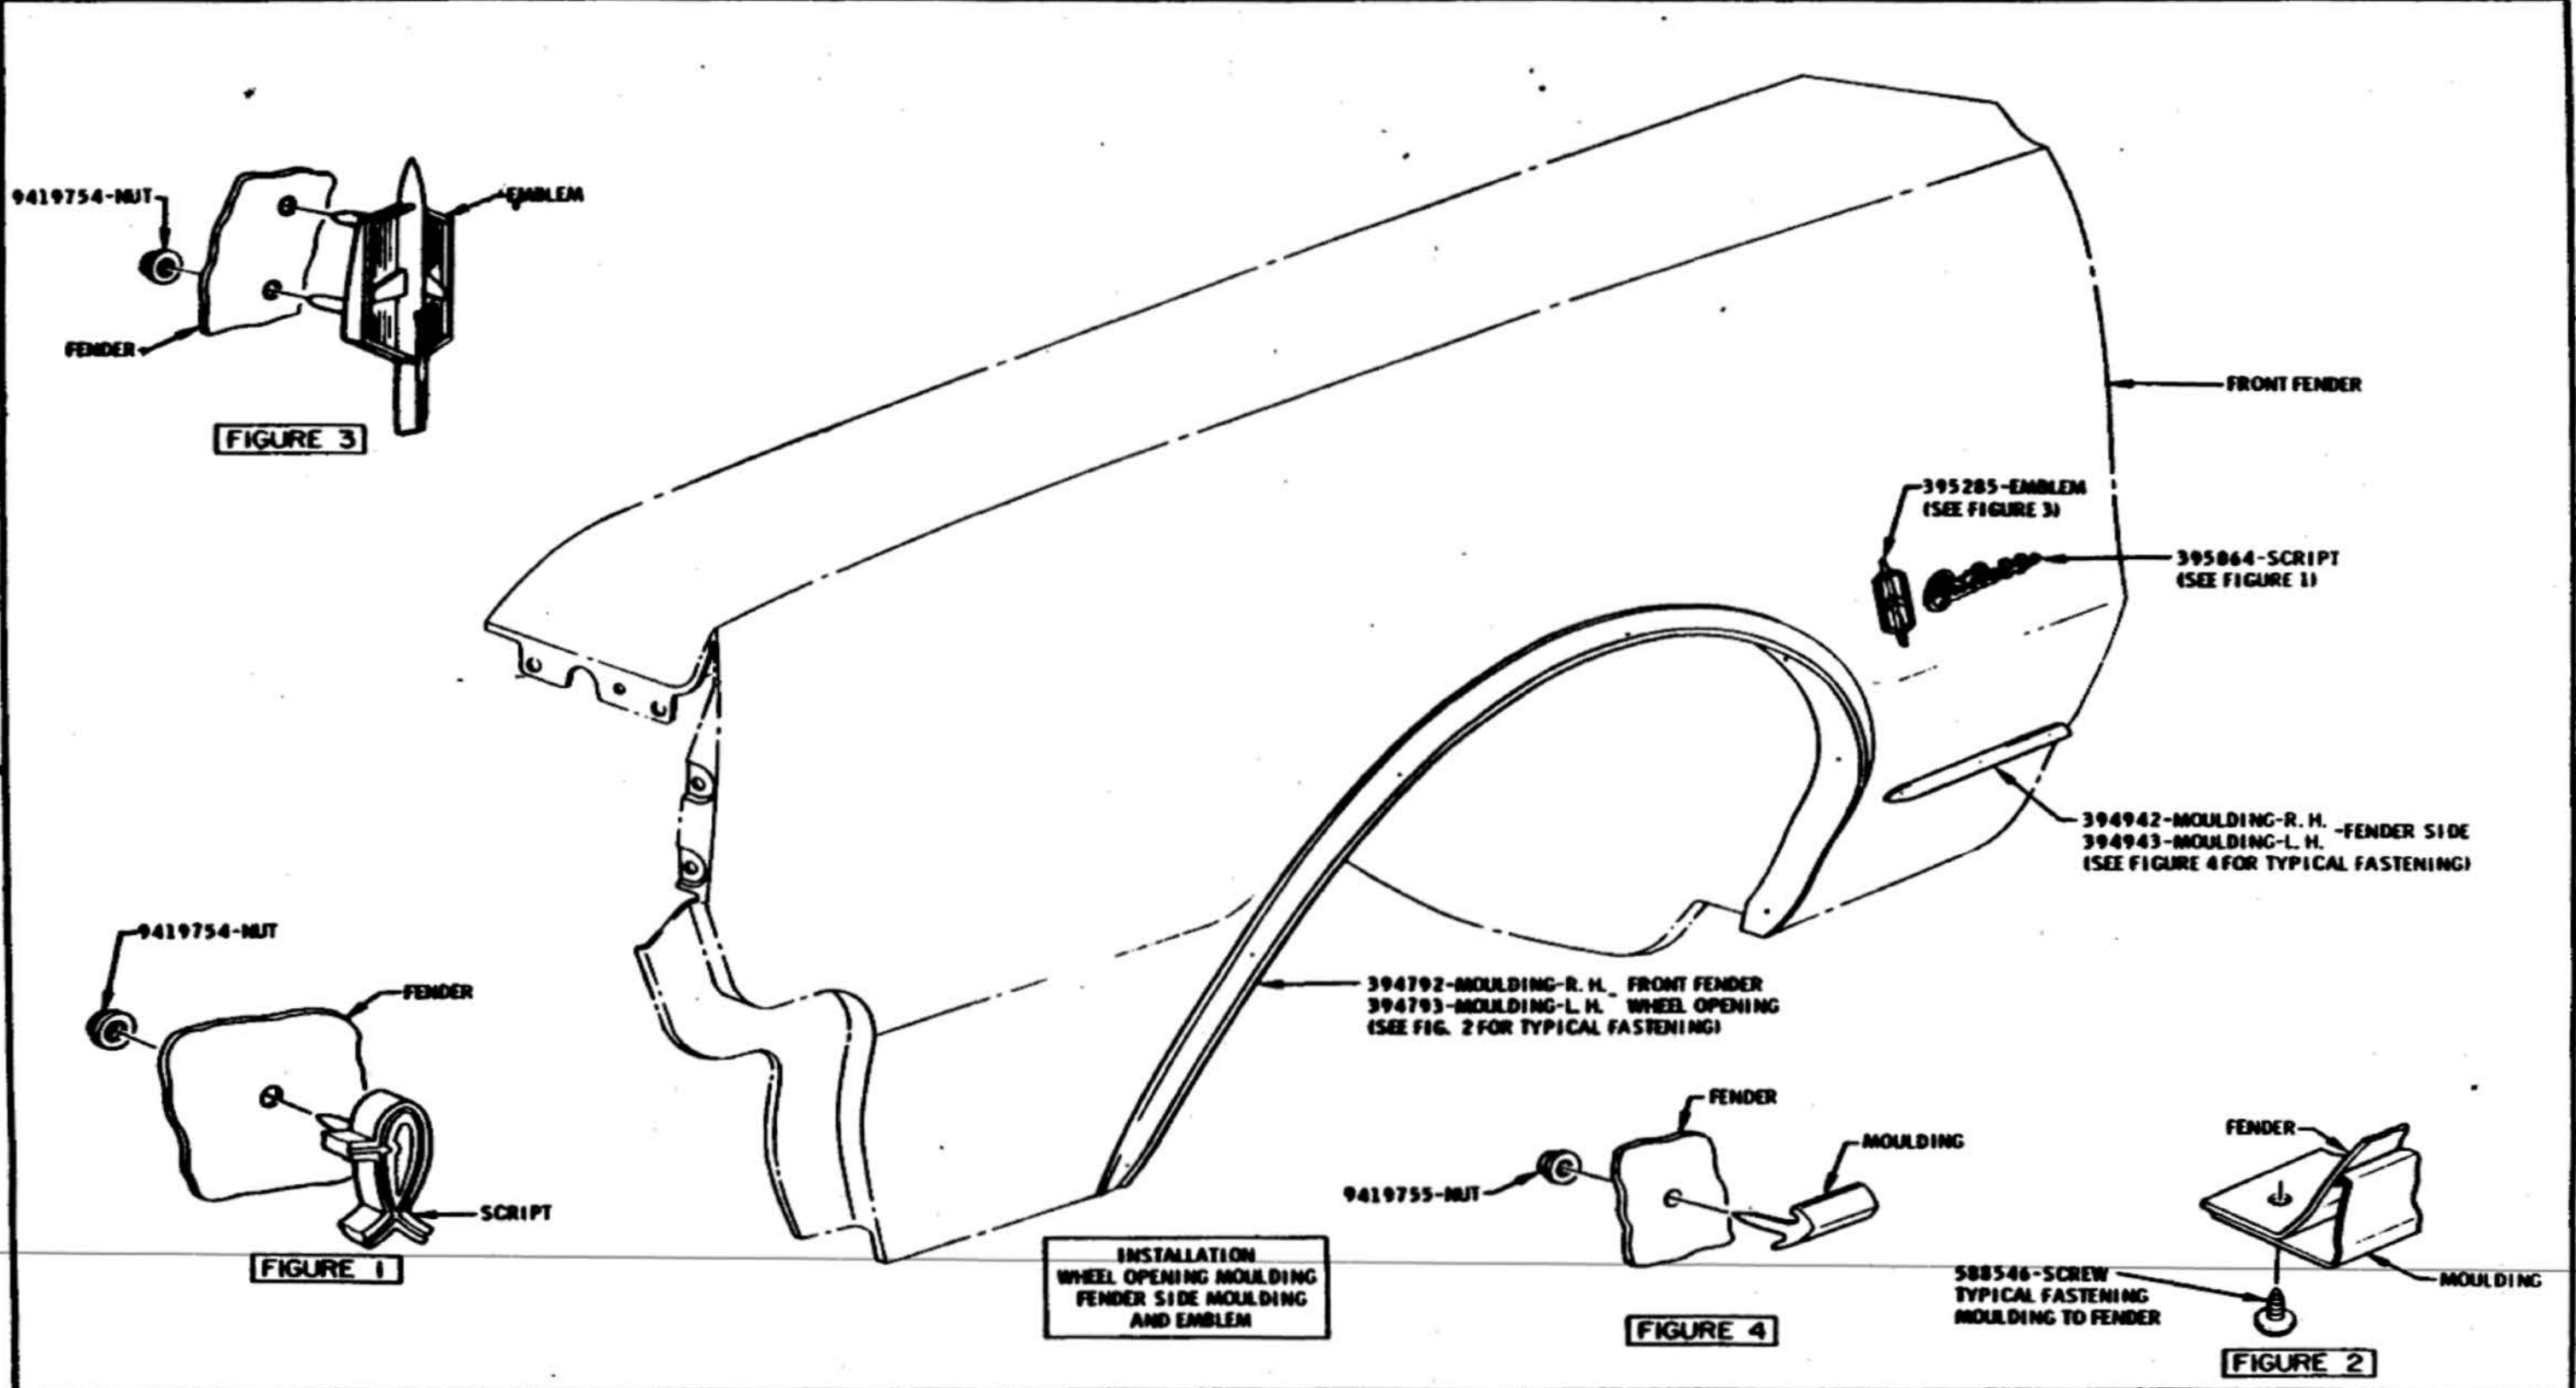 9419754-NUT
EMBLEM
FENDER
FIGURE 3
FRONT FENDER
395285-EMBLEM
(SEE FIGURE 3)
395864-SCRIPT
(SEE FIGURE 1)
394942-MOULDING-R. H.
394943-MOULDING-L. H.
-FENDER SIDE
(SEE FIGURE 4 FOR TYPICAL FASTENING)
394792-MOULDING-R. H. _ FRONT FENDER
394793-MOULDING-L. H. WHEEL OPENING
(SEE FIG. 2 FOR TYPICAL FASTENING)
9419754-NUT
FENDER
SCRIPT
FIGURE 1
INSTALLATION
WHEEL OPENING MOULDING
FENDER SIDE MOULDING
AND EMBLEM
FENDER
MOULDING
9419755-NUT
FIGURE 4
FENDER
MOULDING
588546-SCREW
TYPICAL FASTENING
MOULDING TO FENDER
FIGURE 2